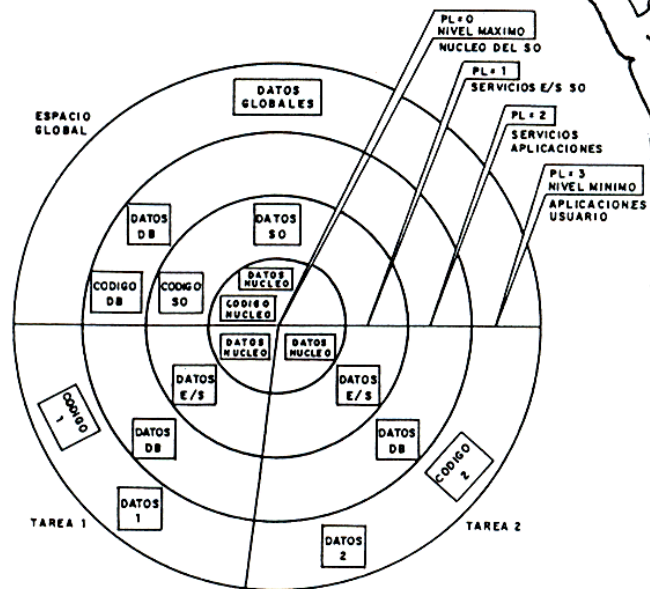 PL=0
NIVEL MAXIMO
NUCLEO DEL SO
PL= 1
SERVICIOS E/S SO
PL= 2
SERVICIOS
APLICACIONES
PL= 3
NIVEL MINIMO
APLICACIONES
USUARIO
ESPACIO
GLOBAL
DATOS
GLOBALES
DATOS
DB
DATOS
SO
CODIGO
DB
CODIGO
SO
DATOS
NUCLEO
CODIGO
NUCLEO
DATOS
NUCLEO
DATOS
NUCLEO
DATOS
E/S
DATOS
E/S
CODIGO
1
DATOS
DB
DATOS
DB
CODIGO
2
DATOS
1
DATOS
2
TAREA 1
TAREA 2